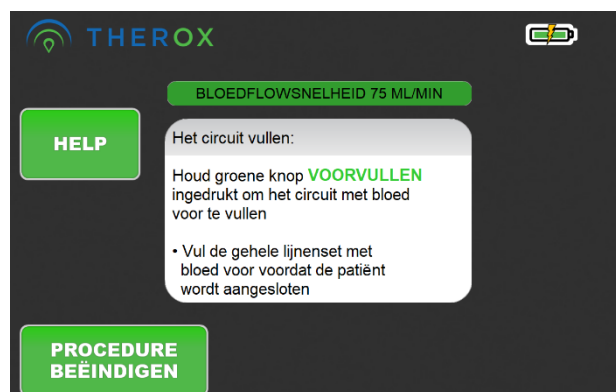 THEROX
BLOEDFLOWSNELHEID 75 ML/MIN
HELP
Het circuit vullen:
Houd groene knop VOORVULLEN
ingedrukt om het circuit met bloed
voor te vullen
• Vul de gehele lijnenset met
bloed voor voordat de patiënt
wordt aangesloten
PROCEDURE
BEËINDIGEN